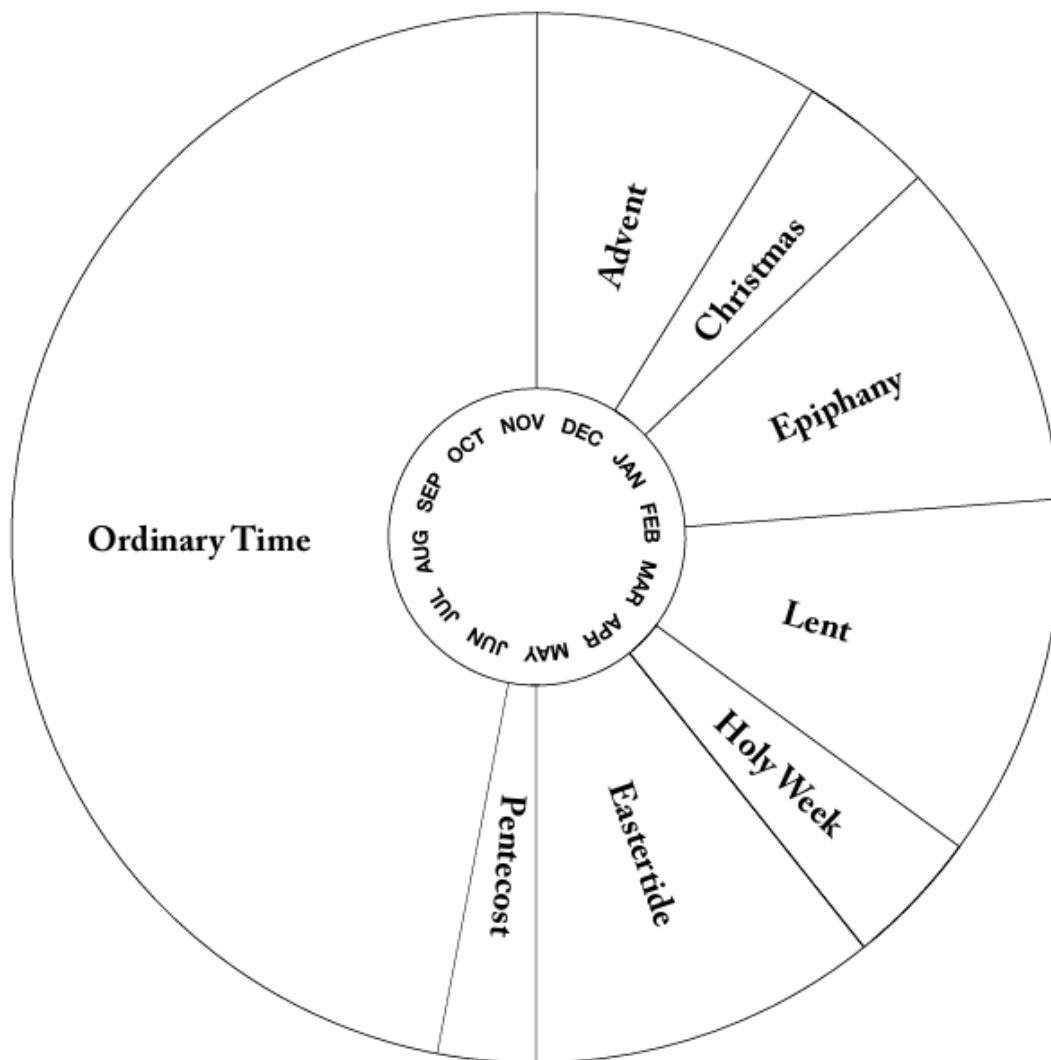 Advent
Christmas
Epiphany
Lent
Holy Week
Eastertide
Pentecost
Ordinary Time
NOV
DEC
JAN
FEB
MAR
APR
MAY
JUN
JUL
AUG
SEP
OCT